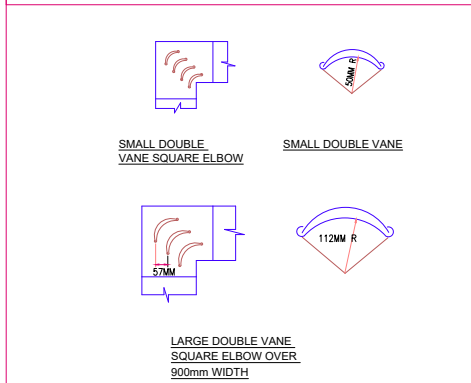 50MM R
SMALL DOUBLE
VANE SQUARE ELBOW
SMALL DOUBLE VANE
57MM
112MM R
LARGE DOUBLE VANE
SQUARE ELBOW OVER
900mm WIDTH